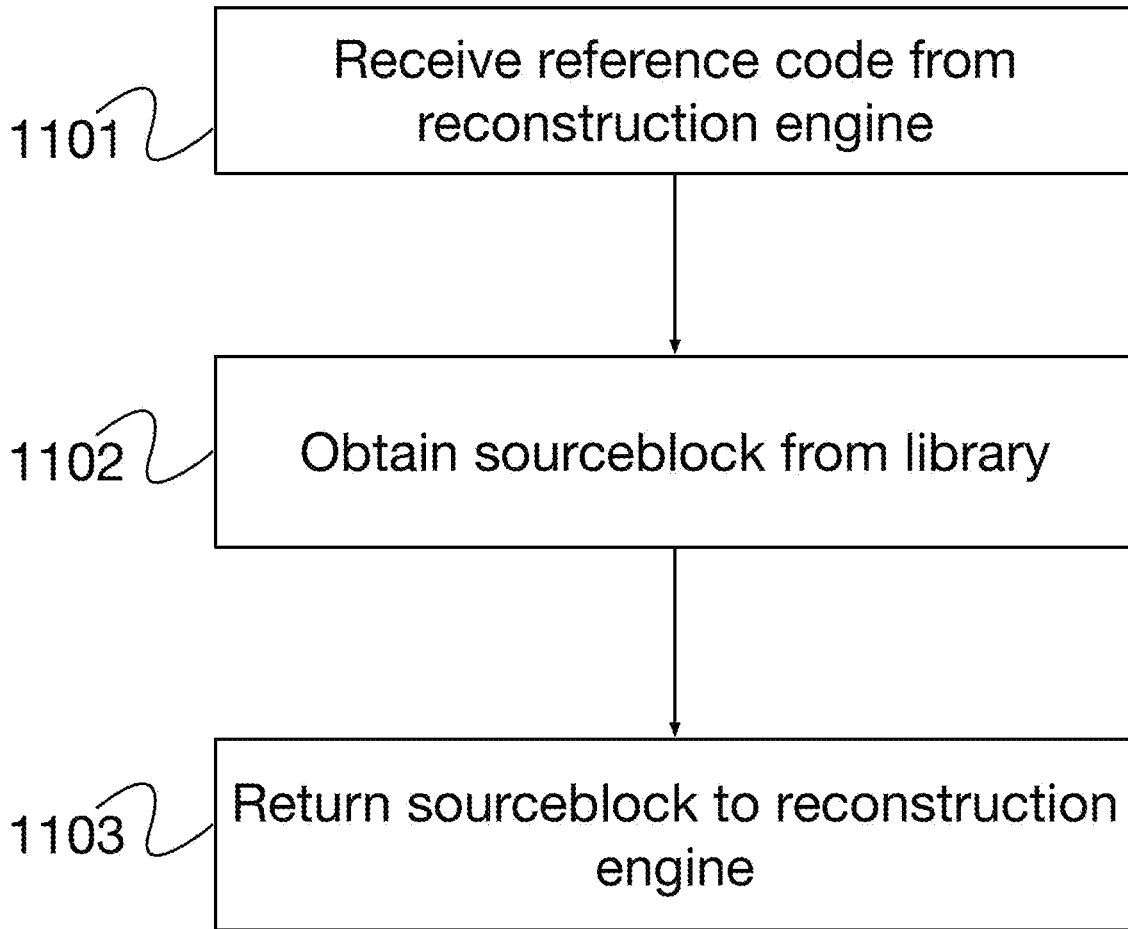 Receive reference code from
reconstruction engine
1101
Obtain sourceblock from library
1102
Return sourceblock to reconstruction
engine
1103